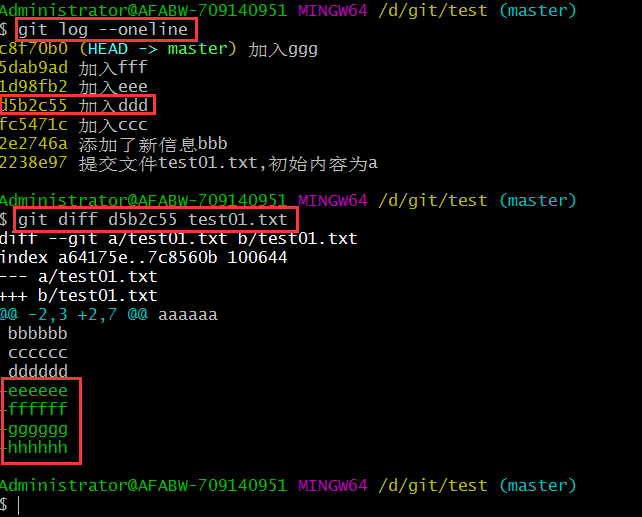 Administrator@AFABW-709140951 MINGW64 /d/git/test (master)
$ git log --oneline
c8f70b0 (HEAD -> master) 加入ggg
5dab9ad 加入fff
1d98fb2 加入eee
d5b2c55 加入ddd
fc5471c 加入ccc
2e2746a 添加了新信息bbb
2238e97 提交文件test01.txt,初始内容为a
Administrator@AFABW-709140951 MINGW64 /d/git/test (master)
$ git diff d5b2c55 test01.txt
diff --git a/test01.txt b/test01.txt
index a64175e..7c8560b 100644
--- a/test01.txt
+++ b/test01.txt
@@ -2,3 +2,7 @@ aaaaaa
bbbbbb
cccccc
dddddd
+eeeeee
+ffffff
+gggggg
+hhhhhh
Administrator@AFABW-709140951 MINGW64 /d/git/test (master)
$